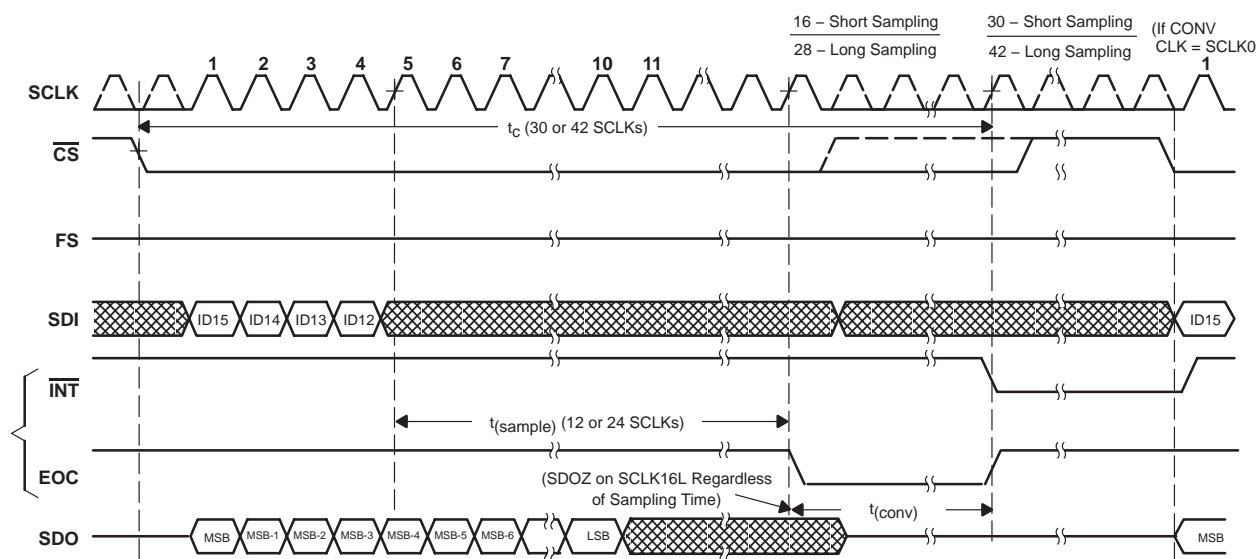 16 – Short Sampling
28 – Long Sampling
30 – Short Sampling
42 – Long Sampling
(If CONV
CLK = SCLK0
1 2 3 4 5 6 7 10 11 1
SCLK
tc (30 or 42 SCLKs)
CS
FS
SDI
ID15 ID14 ID13 ID12 ID15
INT
t(sample) (12 or 24 SCLKs)
EOC
(SDOZ on SCLK16L Regardless
of Sampling Time)
t(conv)
SDO
MSB MSB-1 MSB-2 MSB-3 MSB-4 MSB-5 MSB-6 LSB MSB